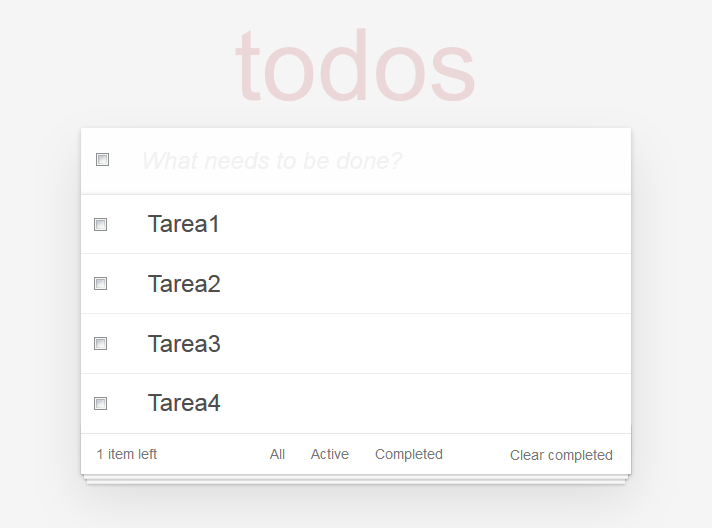 todos
What needs to be done?
Tarea1
Tarea2
Tarea3
Tarea4
1 item left All Active Completed Clear completed